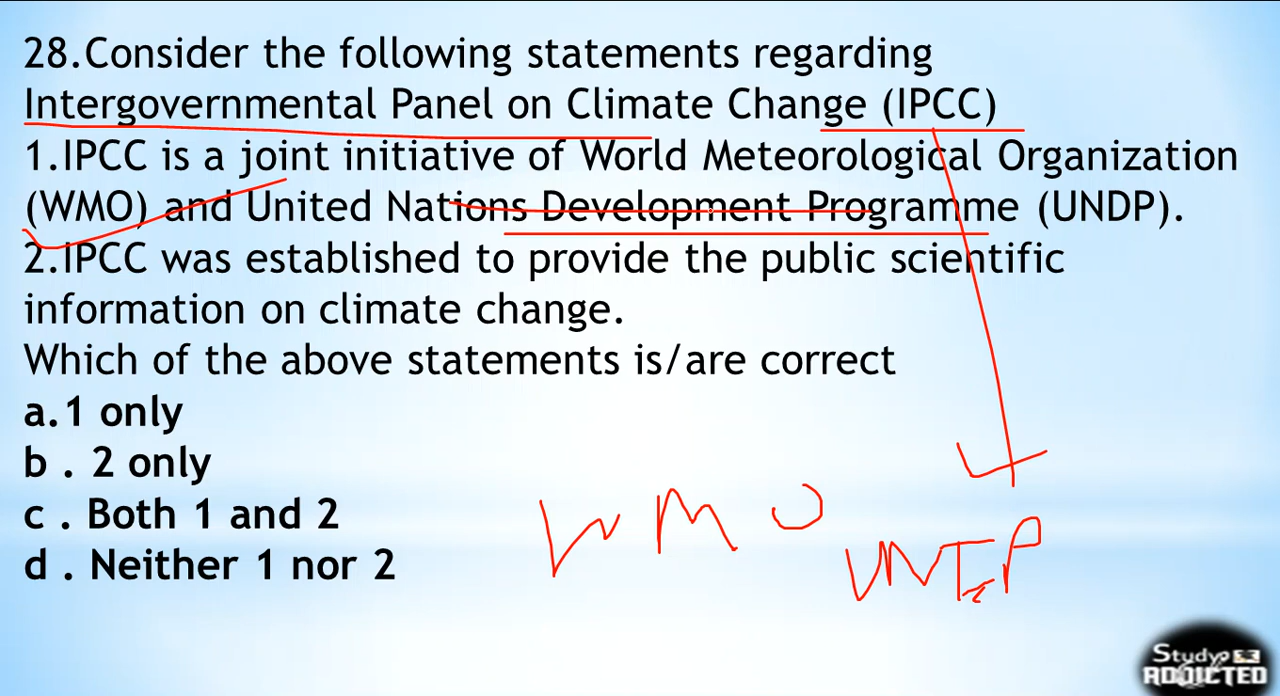 28.Consider the following statements regarding
Intergovernmental Panel on Climate Change (IPCC)
1.IPCC is a joint initiative of World Meteorological Organization
(WMO) and United Nations Development Programme (UNDP).
2.IPCC was established to provide the public scientific
information on climate change.
Which of the above statements is/are correct
a.1 only
b . 2 only
c . Both 1 and 2
d . Neither 1 nor 2
WMO
UNEP
Study
ADDICTED